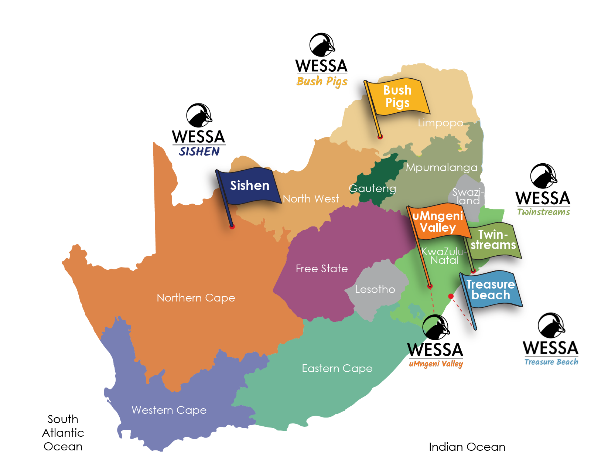 WESSA
Bush Pigs
Bush
Pigs
Limpopo
WESSA
SISHEN
Sishen
North West
Gauteng
Mpumalanga
Swazi-
land
WESSA
Twinstreams
uMngeni
Valley
Twin-
streams
KwaZulu-
Natal
Free State
Lesotho
Treasure
beach
Northern Cape
WESSA
uMngeni Valley
WESSA
Treasure Beach
Eastern Cape
Western Cape
South
Atlantic
Ocean
Indian Ocean